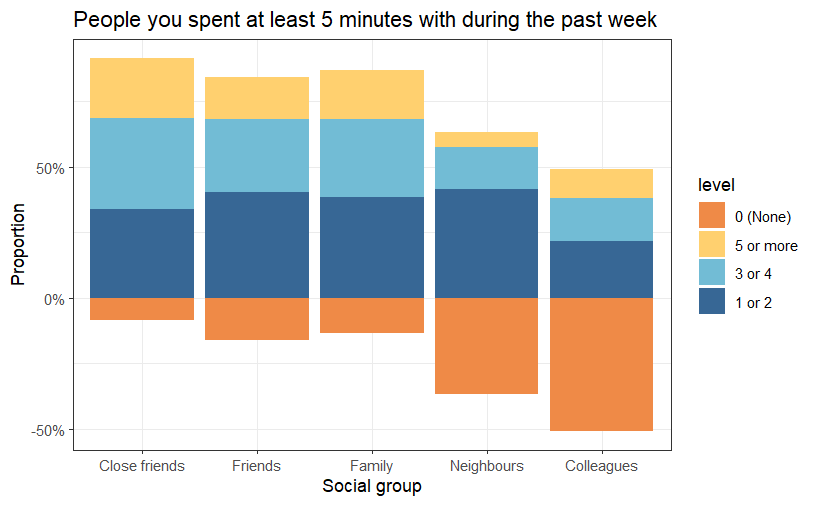 People you spent at least 5 minutes with during the past week
Proportion
50%
0%
-50%
Close friends
Friends
Family
Neighbours
Colleagues
Social group
level
0 (None)
5 or more
3 or 4
1 or 2